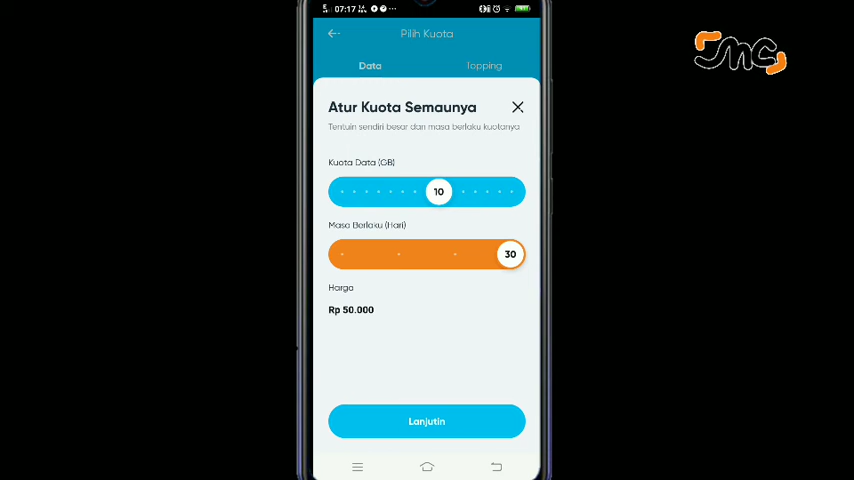 07:17
Pilih Kuota
Data
Topping
Atur Kuota Semaunya
Tentuin sendiri besar dan masa berlaku kuotanya
Kuota Data (GB)
10
Masa Berlaku (Hari)
30
Harga
Rp 50.000
Lanjutin
JMC